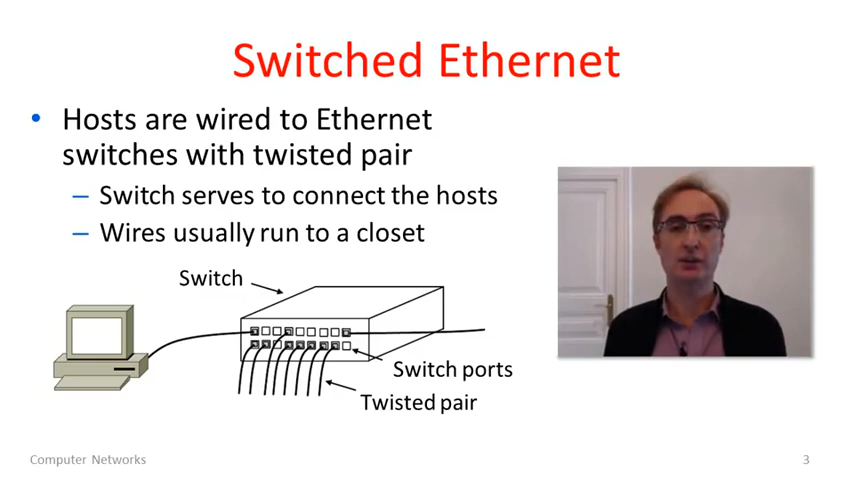 Switched Ethernet
• Hosts are wired to Ethernet
switches with twisted pair
– Switch serves to connect the hosts
– Wires usually run to a closet
Switch
Switch ports
Twisted pair
Computer Networks
3